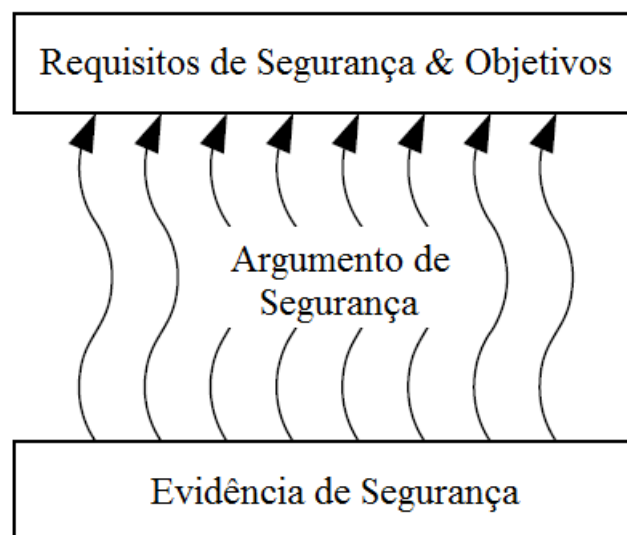 Requisitos de Segurança & Objetivos
Argumento de
Segurança
Evidência de Segurança